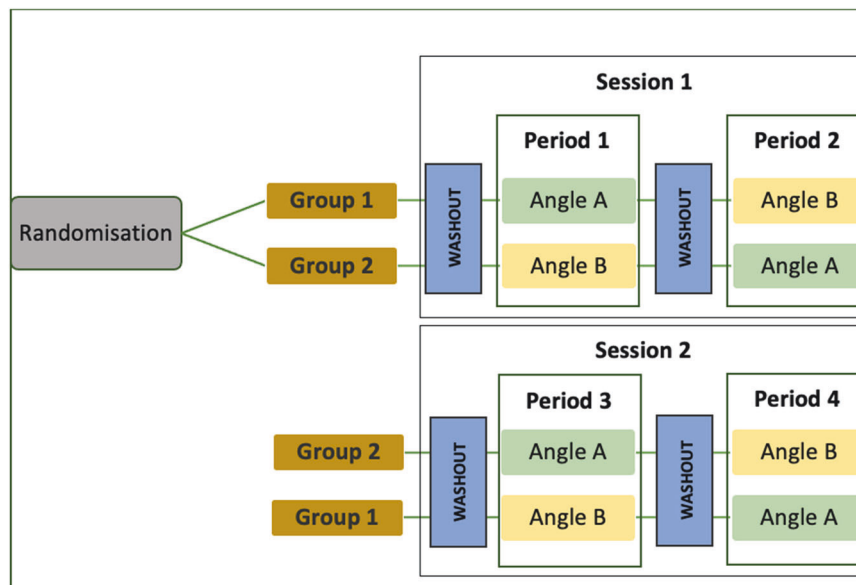 Session 1
Period 1
Period 2
Randomisation
Group 1
WASHOUT
Angle A
WASHOUT
Angle B
Group 2
Angle B
Angle A
Session 2
Period 3
Period 4
Group 2
WASHOUT
Angle A
WASHOUT
Angle B
Group 1
Angle B
Angle A